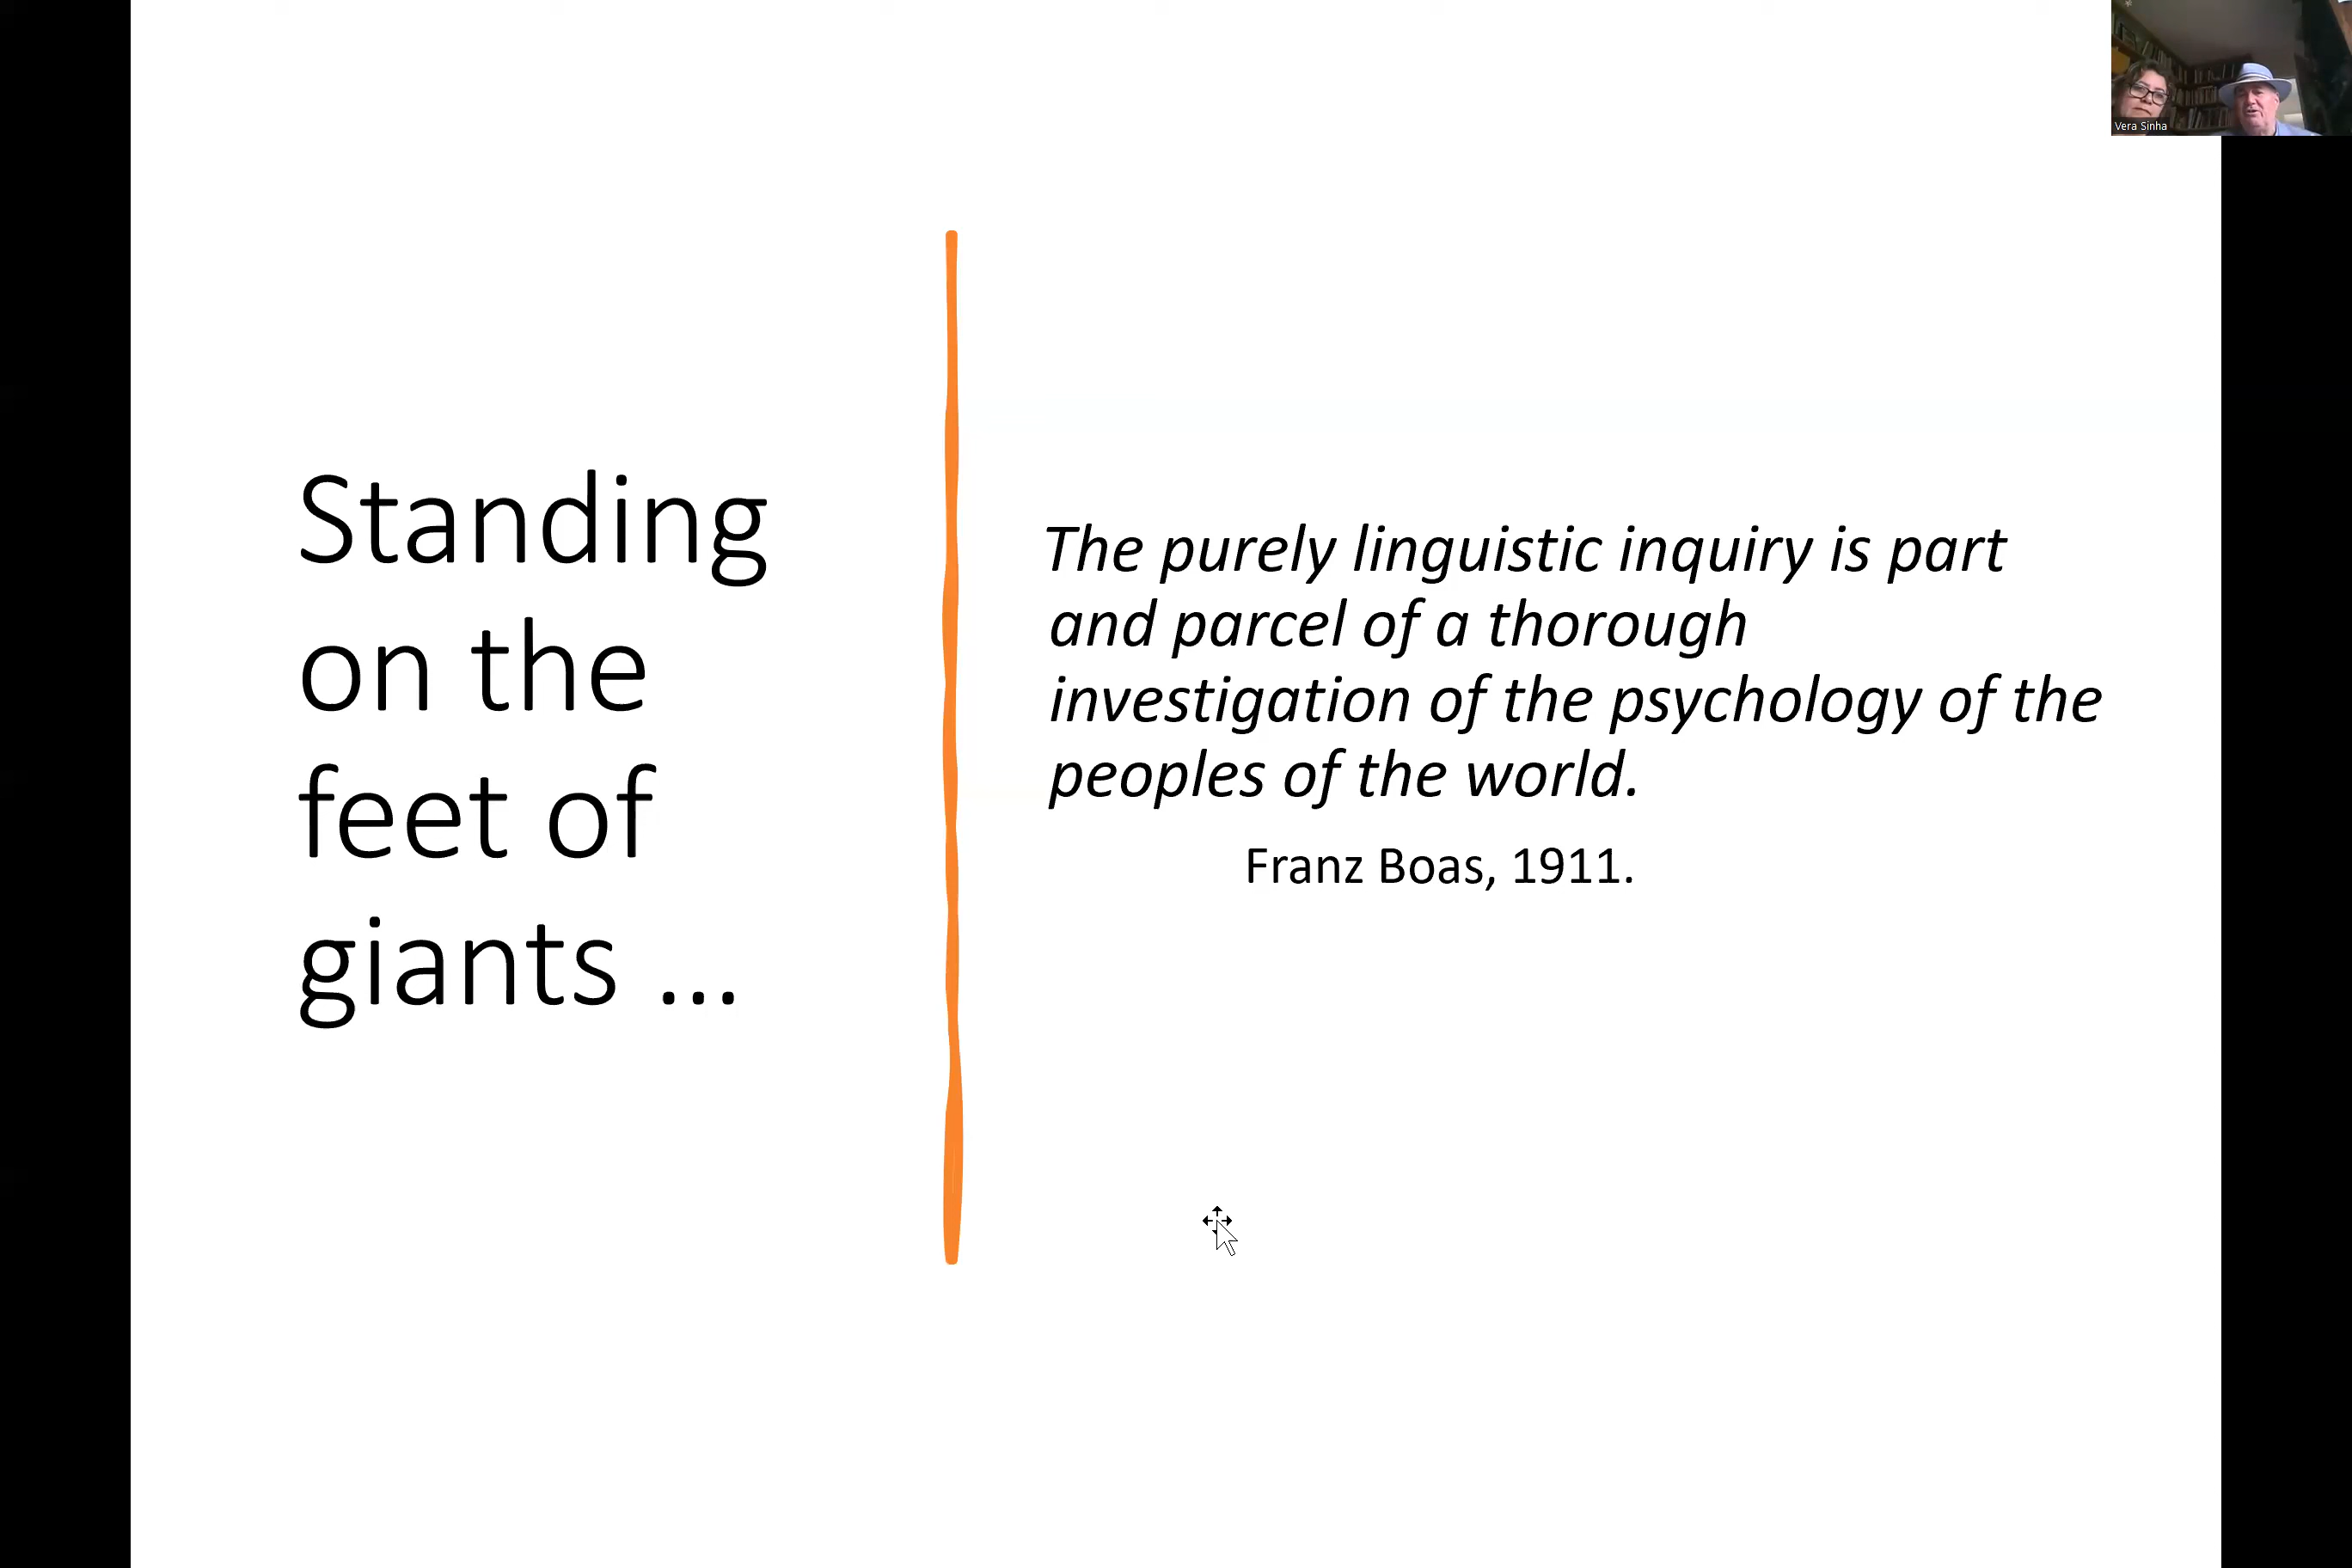 Vera Sinha
Standing
on the
feet of
giants ...
The purely linguistic inquiry is part
and parcel of a thorough
investigation of the psychology of the
peoples of the world.
Franz Boas, 1911.